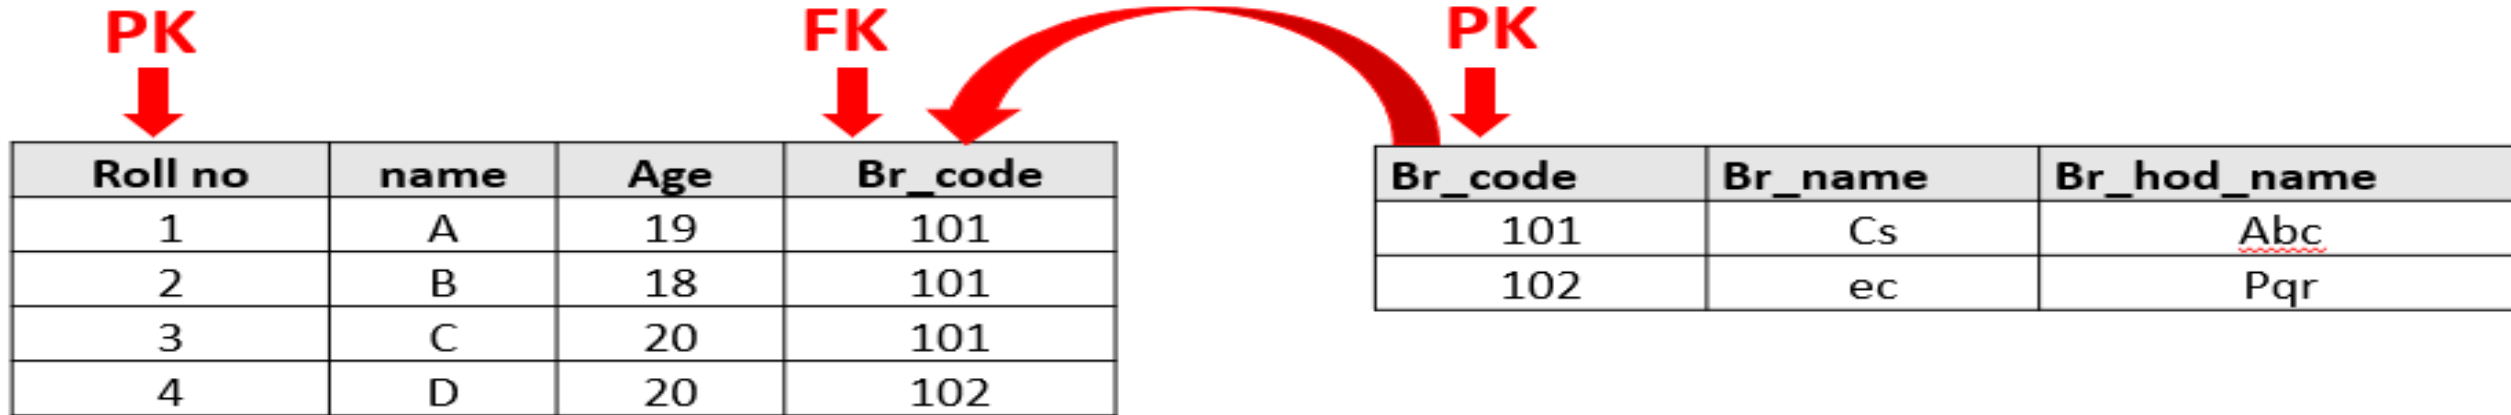 PK FK PK
Roll no name Age Br_code Br_code Br_name Br_hod_name
1 A 19 101 101 Cs Abc
2 B 18 101 102 ec Pqr
3 C 20 101
4 D 20 102